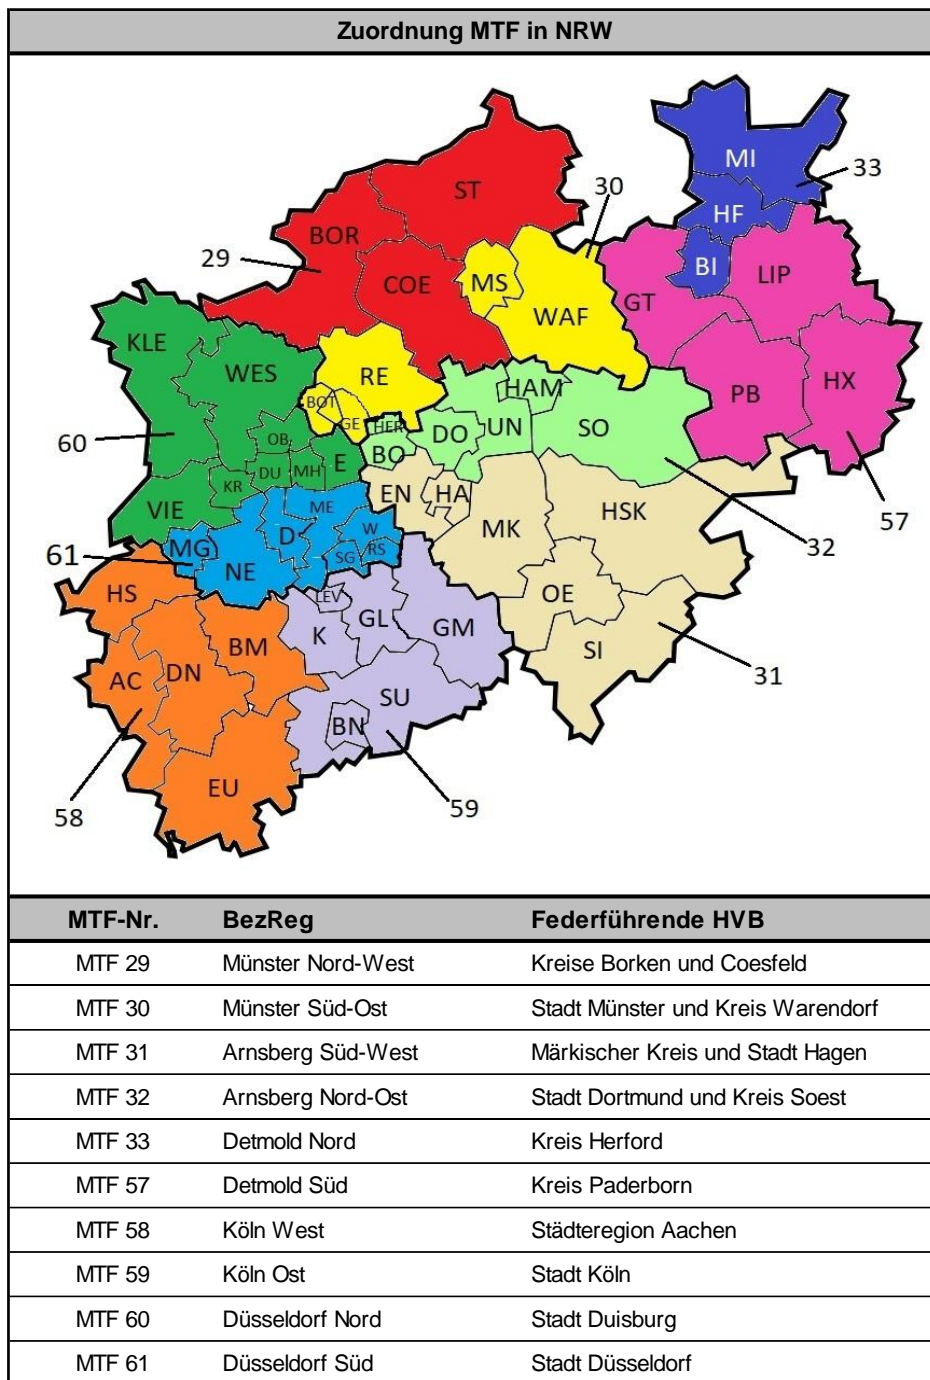 Zuordnung MTF in NRW
MI
33
ST
30
HF
BOR
BI
LIP
29
MS
COE
GT
WAF
KLE
WES
RE
HX
PB
HAM
BOT
GE
HER
DO
UN
SO
60
OB
BO
E
DU
MH
KR
EN
HA
VIE
ME
MK
HSK
57
D
W
MG
61
32
NE
SG
RS
HS
LEV
OE
GL
K
GM
BM
SI
DN
AC
31
SU
BN
EU
58
59
MTF-Nr. BezReg Federführende HVB
MTF 29 Münster Nord-West Kreise Borken und Coesfeld
MTF 30 Münster Süd-Ost Stadt Münster und Kreis Warendorf
MTF 31 Arnsberg Süd-West Märkischer Kreis und Stadt Hagen
MTF 32 Arnsberg Nord-Ost Stadt Dortmund und Kreis Soest
MTF 33 Detmold Nord Kreis Herford
MTF 57 Detmold Süd Kreis Paderborn
MTF 58 Köln West Städteregion Aachen
MTF 59 Köln Ost Stadt Köln
MTF 60 Düsseldorf Nord Stadt Duisburg
MTF 61 Düsseldorf Süd Stadt Düsseldorf